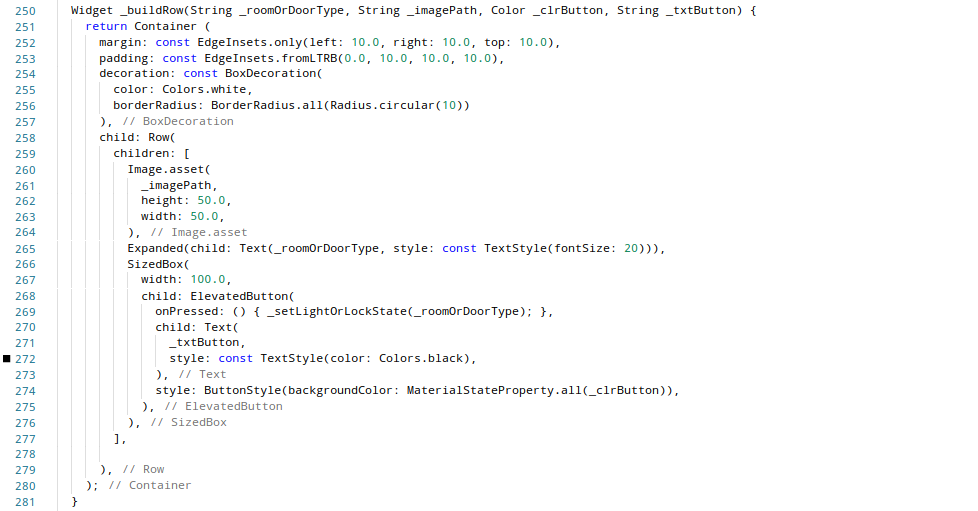 250 Widget _buildRow(String _roomOrDoorType, String _imagePath, Color _clrButton, String _txtButton) {
251   return Container (
252     margin: const EdgeInsets.only(left: 10.0, right: 10.0, top: 10.0),
253     padding: const EdgeInsets.fromLTRB(0.0, 10.0, 10.0, 10.0),
254     decoration: const BoxDecoration(
255       color: Colors.white,
256       borderRadius: BorderRadius.all(Radius.circular(10))
257     ), // BoxDecoration
258     child: Row(
259       children: [
260         Image.asset(
261           _imagePath,
262           height: 50.0,
263           width: 50.0,
264         ), // Image.asset
265         Expanded(child: Text(_roomOrDoorType, style: const TextStyle(fontSize: 20))),
266         SizedBox(
267           width: 100.0,
268           child: ElevatedButton(
269             onPressed: () { _setLightOrLockState(_roomOrDoorType); },
270             child: Text(
271               _txtButton,
272               style: const TextStyle(color: Colors.black),
273             ), // Text
274             style: ButtonStyle(backgroundColor: MaterialStateProperty.all(_clrButton)),
275           ), // ElevatedButton
276         ), // SizedBox
277       ],
278
279     ), // Row
280   ); // Container
281 }